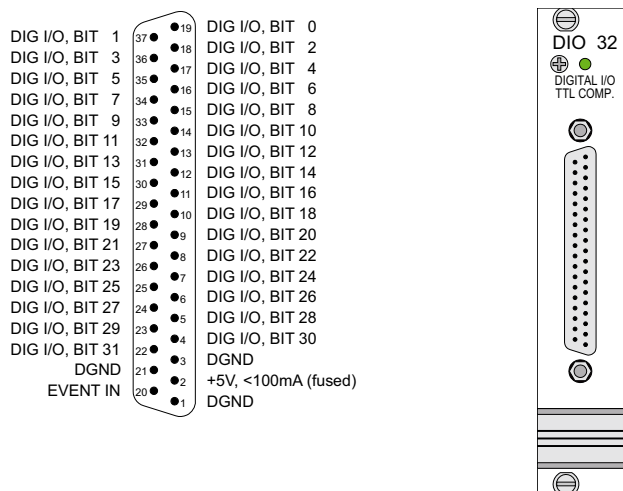 DIG I/O, BIT 1 37 19 DIG I/O, BIT 0
DIG I/O, BIT 3 36 18 DIG I/O, BIT 2
DIG I/O, BIT 5 35 17 DIG I/O, BIT 4
DIG I/O, BIT 7 34 16 DIG I/O, BIT 6
DIG I/O, BIT 9 33 15 DIG I/O, BIT 8
DIG I/O, BIT 11 32 14 DIG I/O, BIT 10
DIG I/O, BIT 13 31 13 DIG I/O, BIT 12
DIG I/O, BIT 15 30 12 DIG I/O, BIT 14
DIG I/O, BIT 17 29 11 DIG I/O, BIT 16
DIG I/O, BIT 19 28 10 DIG I/O, BIT 18
DIG I/O, BIT 21 27 9 DIG I/O, BIT 20
DIG I/O, BIT 23 26 8 DIG I/O, BIT 22
DIG I/O, BIT 25 25 7 DIG I/O, BIT 24
DIG I/O, BIT 27 24 6 DIG I/O, BIT 26
DIG I/O, BIT 29 23 5 DIG I/O, BIT 28
DIG I/O, BIT 31 22 4 DIG I/O, BIT 30
DGND 21 3 DGND
EVENT IN 20 2 +5V, <100mA (fused)
1 DGND
DIO 32
DIGITAL I/O
TTL COMP.